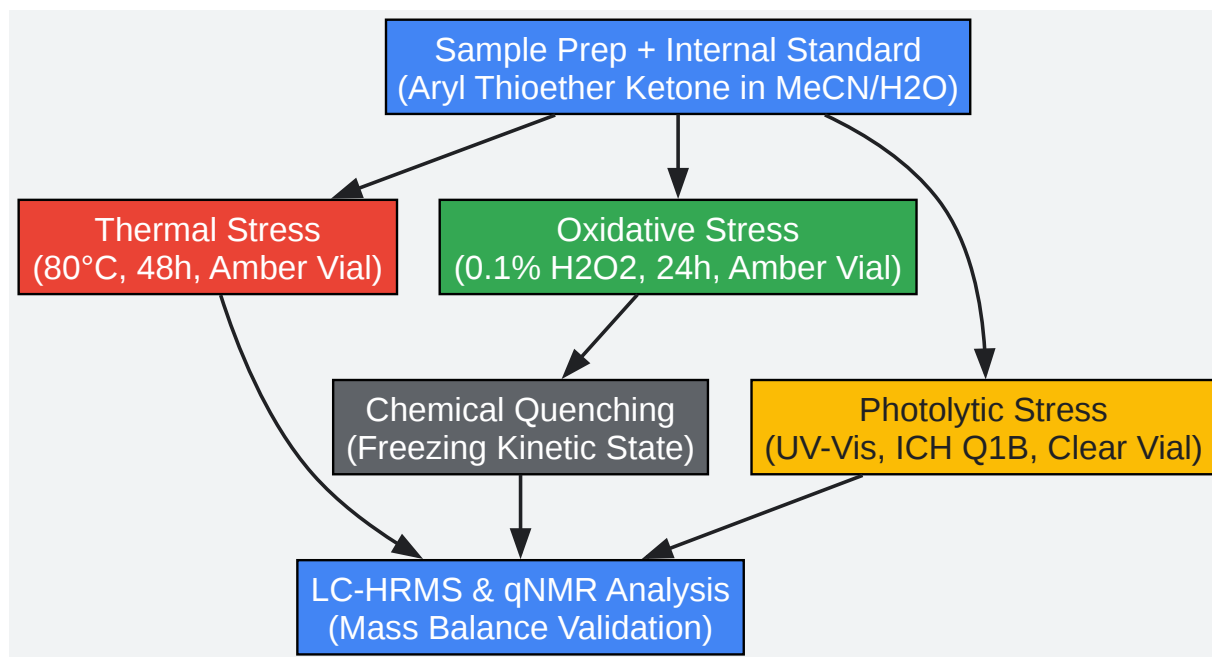 Sample Prep + Internal Standard
(Aryl Thioether Ketone in MeCN/H2O)
Thermal Stress
(80°C, 48h, Amber Vial)
Oxidative Stress
(0.1% H2O2, 24h, Amber Vial)
Chemical Quenching
(Freezing Kinetic State)
Photolytic Stress
(UV-Vis, ICH Q1B, Clear Vial)
LC-HRMS & qNMR Analysis
(Mass Balance Validation)